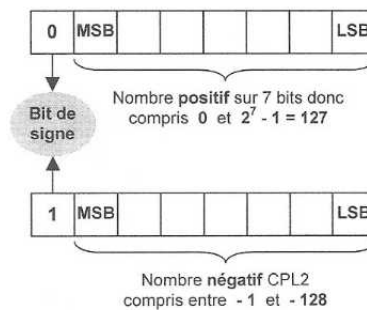 0 MSB LSB
Nombre positif sur 7 bits donc
compris 0 et 2⁷ - 1 = 127
Bit de
signe
1 MSB LSB
Nombre négatif CPL2
compris entre - 1 et - 128